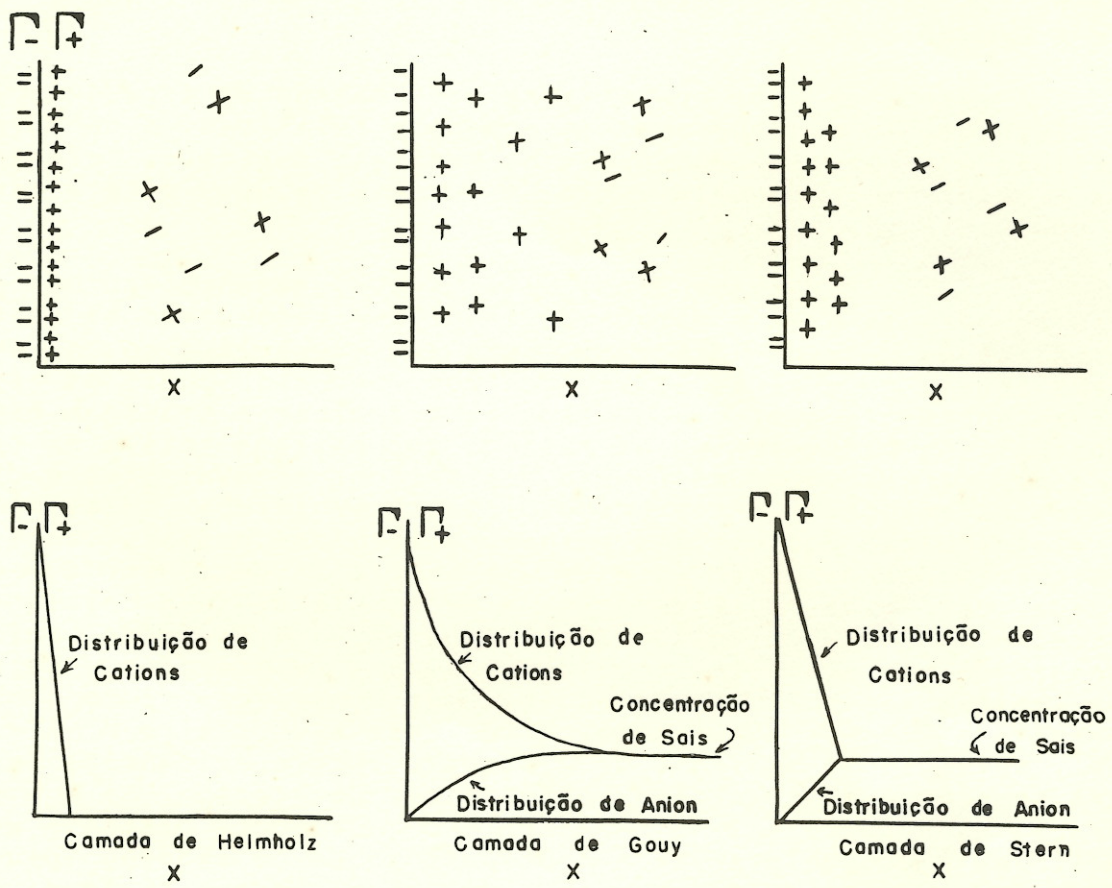 Γ- Γ+
X
X
X
Γ- Γ+
Distribuição de
Cations
Camada de Helmholz
X
Γ- Γ+
Distribuição de
Cations
Concentração
de Sais
Distribuição de Anion
Camada de Gouy
X
Γ- Γ+
Distribuição de
Cations
Concentração
de Sais
Distribuição de Anion
Camada de Stern
X